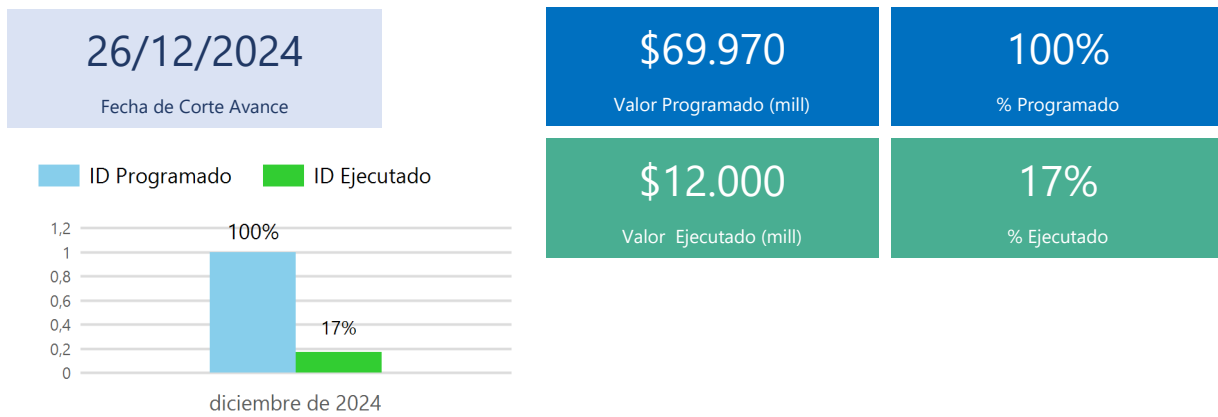 26/12/2024
Fecha de Corte Avance
$69.970
Valor Programado (mill)
100%
% Programado
$12.000
Valor  Ejecutado (mill)
17%
% Ejecutado
ID Programado
ID Ejecutado
1,2
1
0,8
0,6
0,4
0,2
0
100%
17%
diciembre de 2024